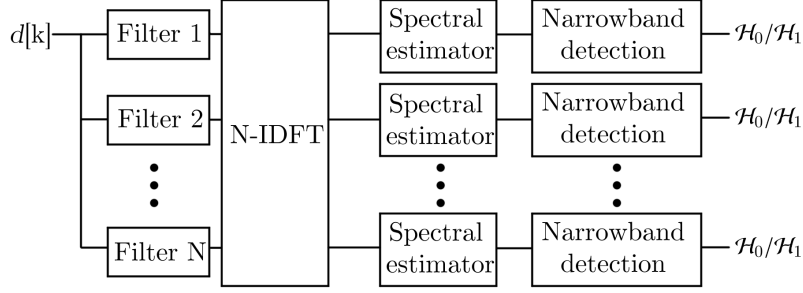 d[k]
Filter 1
Filter 2
Filter N
N-IDFT
Spectral
estimator
Narrowband
detection
ℋ₀/ℋ₁
Spectral
estimator
Narrowband
detection
ℋ₀/ℋ₁
Spectral
estimator
Narrowband
detection
ℋ₀/ℋ₁